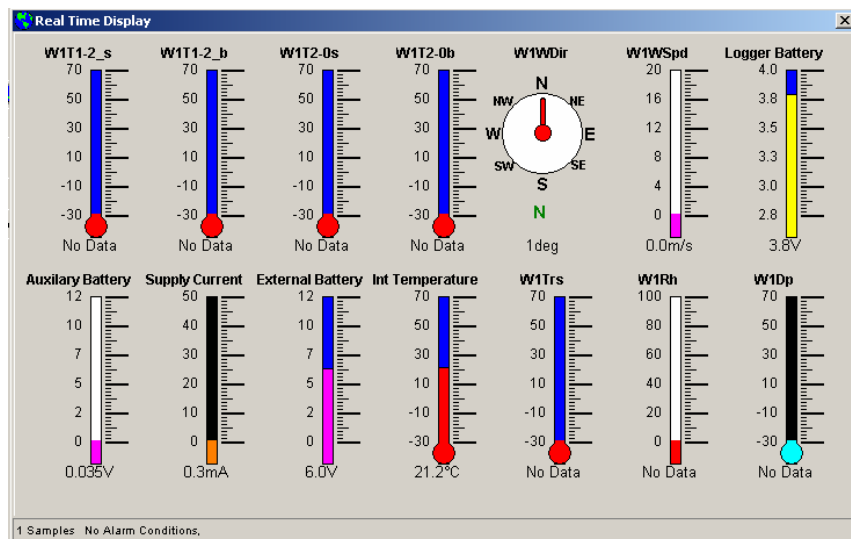 Real Time Display
W1T1-2_s W1T1-2_b W1T2-0s W1T2-0b W1WDir W1WSpd Logger Battery
70 70 70 70 N 20 4.0
50 50 50 50 NW NE 16 3.8
30 30 30 30 W E 12 3.5
10 10 10 10 8 3.3
-10 -10 -10 -10 SW SE 4 3.0
-30 -30 -30 -30 S 0 2.8
N
No Data No Data No Data No Data 1deg 0.0m/s 3.8V
Auxilary Battery Supply Current External Battery Int Temperature W1Trs W1Rh W1Dp
12 50 12 70 70 100 70
10 40 10 50 50 80 50
7 30 7 30 30 60 30
5 20 5 10 10 40 10
2 10 2 -10 -10 20 -10
0 0 0 -30 -30 0 -30
0.035V 0.3mA 6.0V 21.2°C No Data No Data No Data
1 Samples No Alarm Conditions,